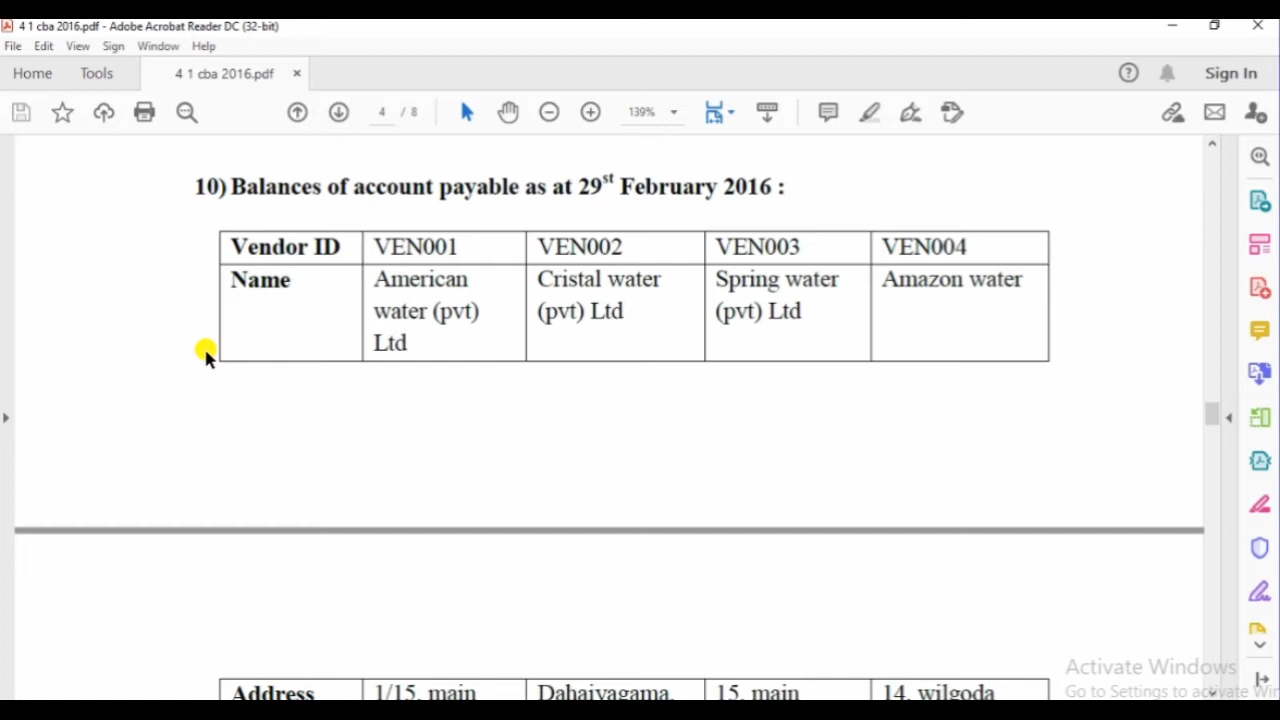 4 1 cba 2016.pdf - Adobe Acrobat Reader DC (32-bit)
File Edit View Sign Window Help
Home Tools 4 1 cba 2016.pdf × Sign In
4 / 8 139%
10) Balances of account payable as at 29st February 2016 :
Vendor ID VEN001 VEN002 VEN003 VEN004
Name American Cristal water Spring water Amazon water
water (pvt) (pvt) Ltd (pvt) Ltd
Ltd
Activate Windows
Address 1/15, main Dahaiyagama, 15, main 14, wilgoda
Go to Settings to activate Win